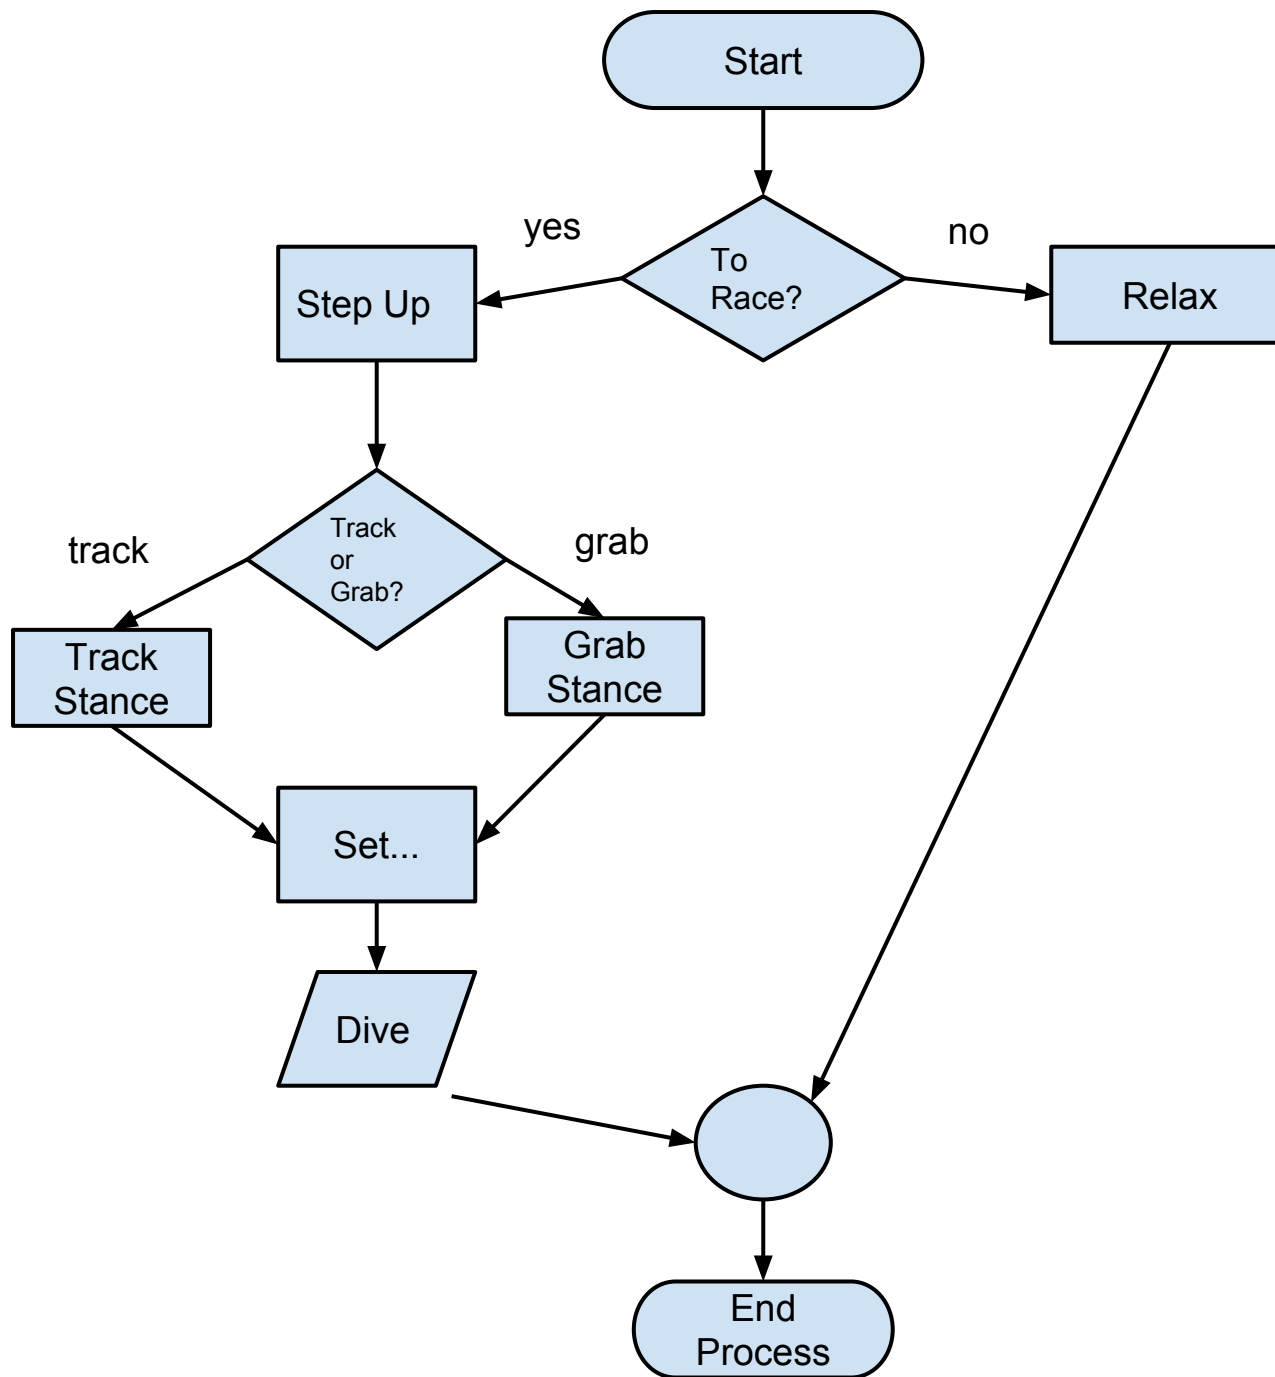 Start
yes
no
To
Race?
Step Up
Relax
Track
or
Grab?
track
grab
Track
Stance
Grab
Stance
Set...
Dive
End
Process